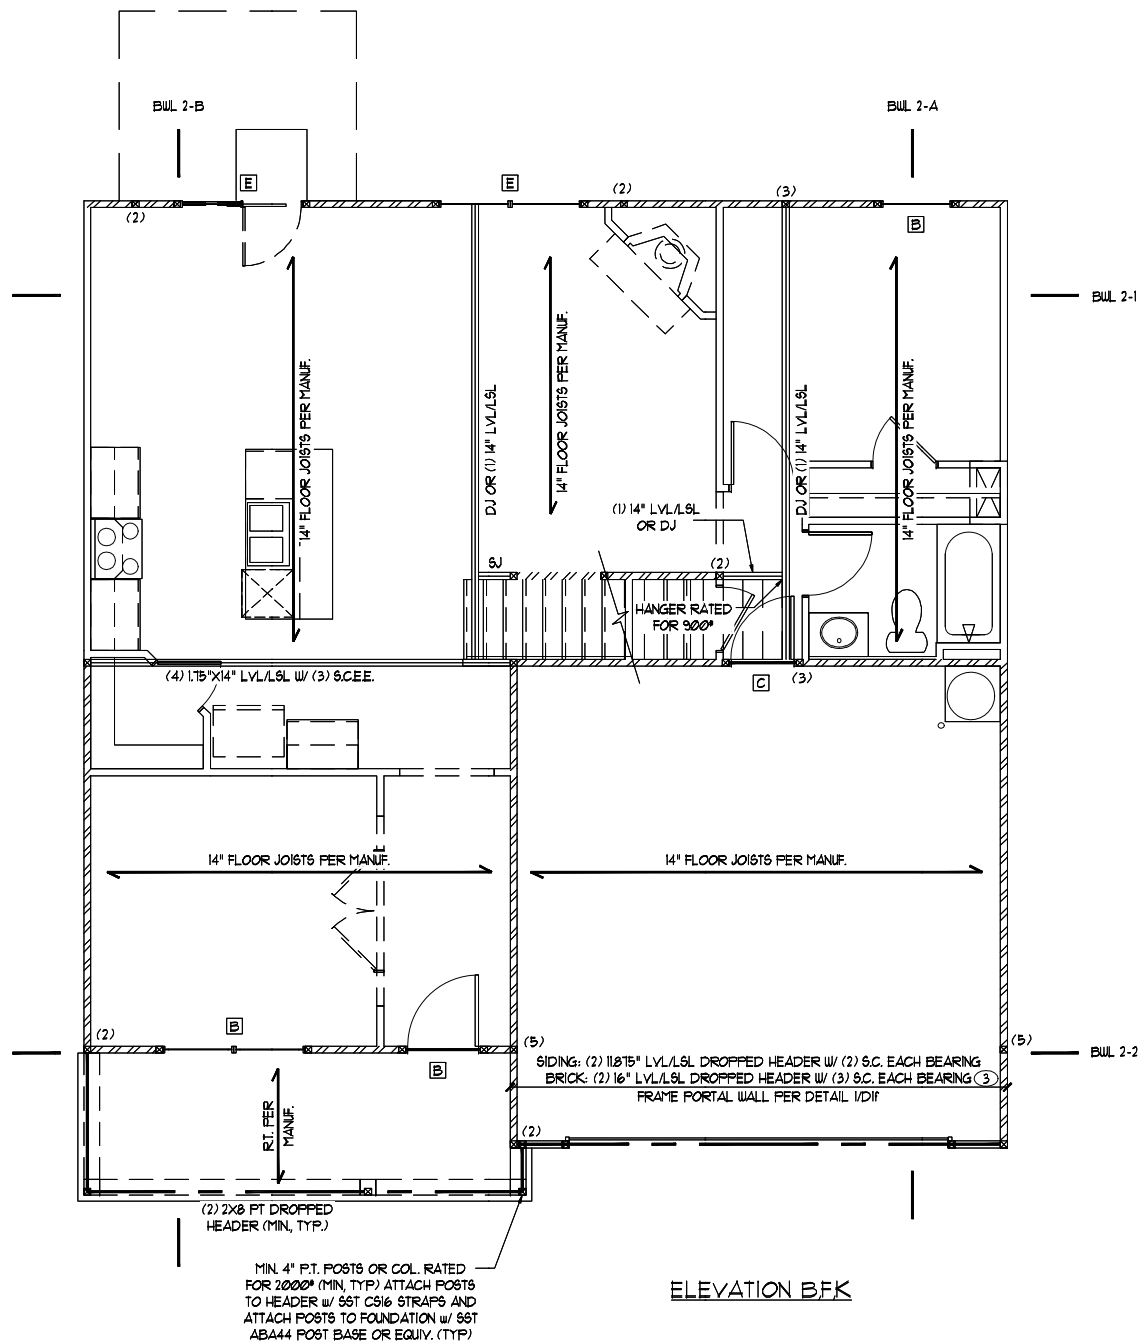 BWL 2-B
BWL 2-A
E
E
(2)
(3)
(2)
B
BWL 2-1
14" FLOOR JOISTS PER MANUF.
DJ OR (1) 14" LVL/LSL
14" FLOOR JOISTS PER MANUF.
DJ OR (1) 14" LVL/LSL
14" FLOOR JOISTS PER MANUF.
(1) 14" LVL/LSL
OR DJ
SJ
(2)
HANGER RATED
FOR 900#
(4) 1.75"X14" LVL/LSL W/ (3) S.C.E.E.
C
(3)
14" FLOOR JOISTS PER MANUF.
14" FLOOR JOISTS PER MANUF.
(2)
B
B
(5)
(5)
BWL 2-2
SIDING: (2) 11.875" LVL/LSL DROPPED HEADER W/ (2) S.C. EACH BEARING
BRICK: (2) 16" LVL/LSL DROPPED HEADER W/ (3) S.C. EACH BEARING 3
FRAME PORTAL WALL PER DETAIL 1/D1f
R.T. PER
MANUF.
(2)
(2) 2X8 PT DROPPED
HEADER (MIN., TYP.)
MIN. 4" P.T. POSTS OR COL. RATED
FOR 2000# (MIN, TYP) ATTACH POSTS
TO HEADER w/ SST CS16 STRAPS AND
ATTACH POSTS TO FOUNDATION w/ SST
ABA44 POST BASE OR EQUIV. (TYP)
ELEVATION B,F,K